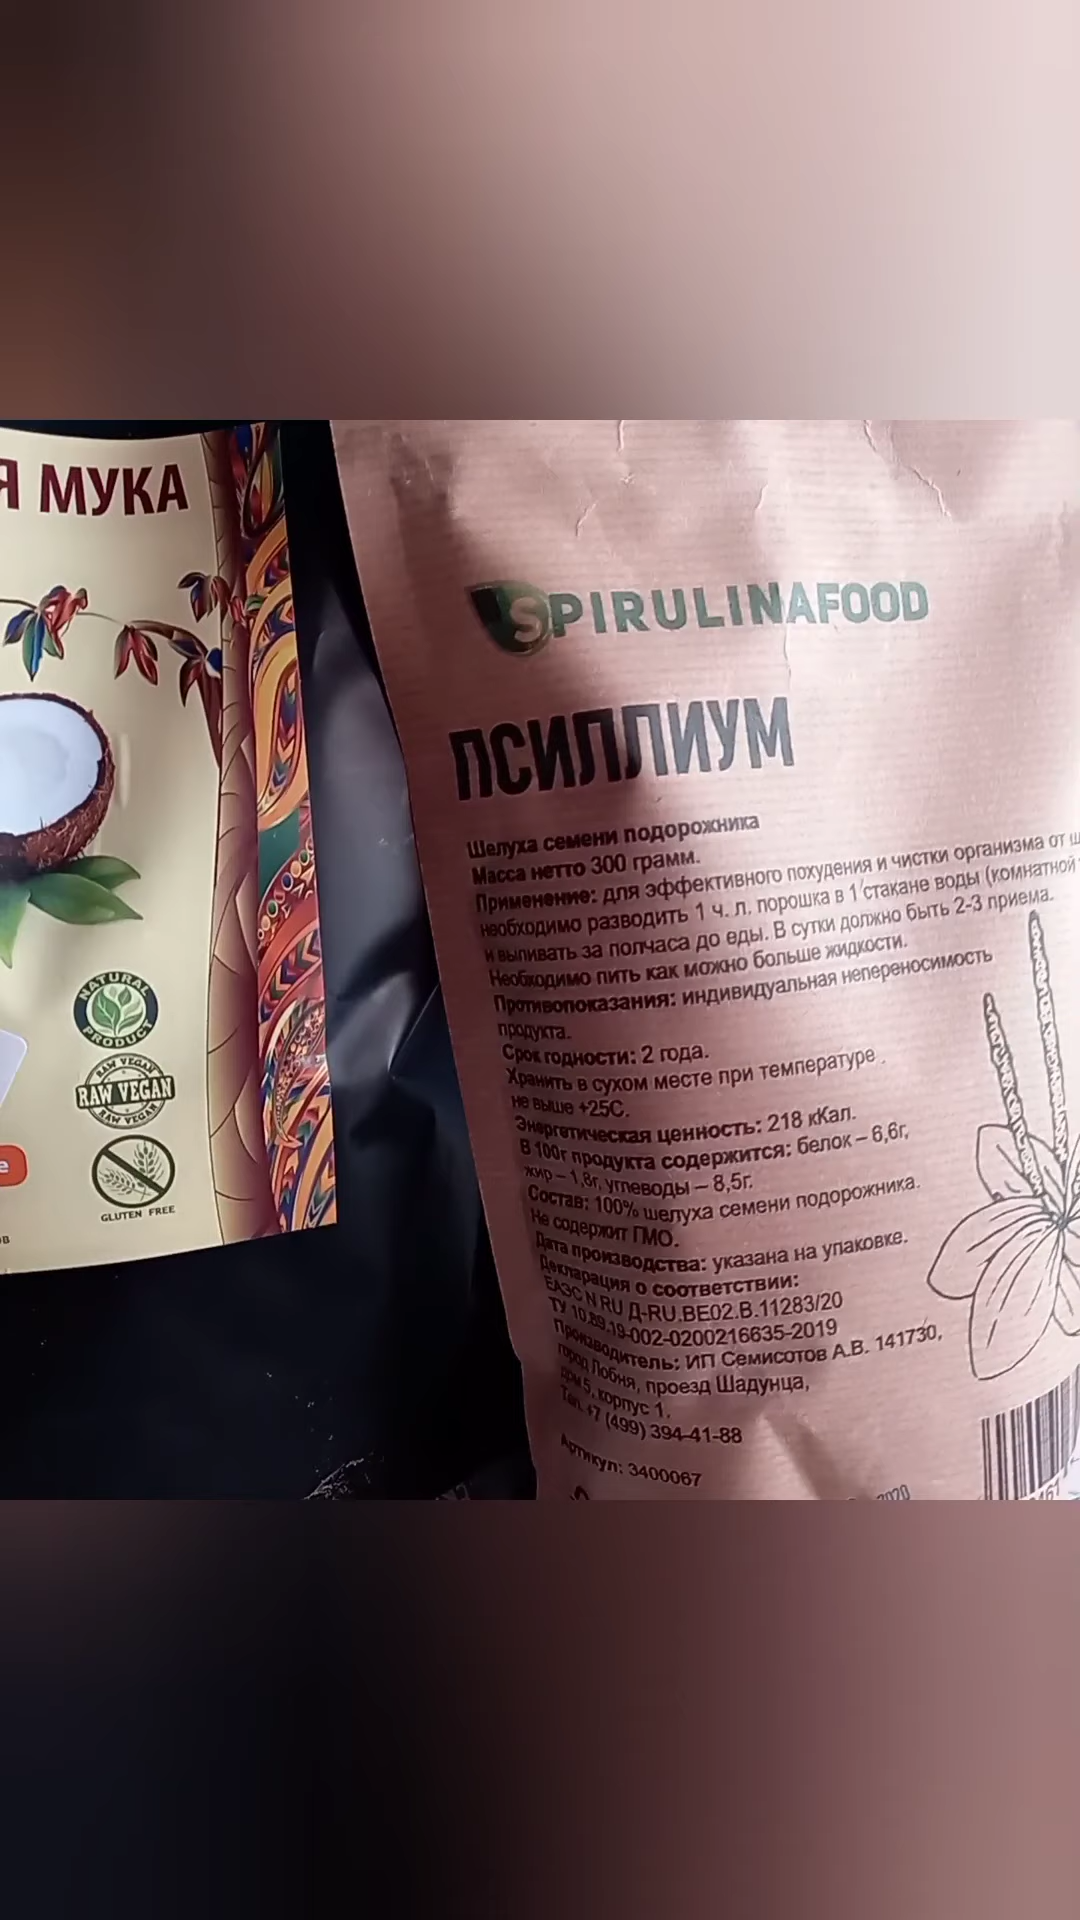 Я МУКА
NATURAL
PRODUCT
RAW VEGAN
RAW VEGAN
RAW VEGAN
GLUTEN FREE
SPIRULINAFOOD
ПСИЛЛИУМ
Шелуха семени подорожника
Масса нетто 300 грамм.
Применение: для эффективного похудения и чистки организма от
необходимо разводить 1 ч. л. порошка в 1 стакане воды (комнатной
и выпивать за полчаса до еды. В сутки должно быть 2-3 приема.
Необходимо пить как можно больше жидкости.
Противопоказания: индивидуальная непереносимость
продукта.
Срок годности: 2 года.
Хранить в сухом месте при температуре
не выше +25С.
Энергетическая ценность: 218 кКал.
В 100г продукта содержится: белок – 6,6г,
жир – 1,8г, углеводы – 8,5г.
Состав: 100% шелуха семени подорожника.
Не содержит ГМО.
Дата производства: указана на упаковке.
Декларация о соответствии:
ЕАЭС N RU Д-RU.ВЕ02.В.11283/20
ТУ 10.89.19-002-0200216635-2019
Производитель: ИП Семисотов А.В. 141730,
город Лобня, проезд Шадунца,
дом 5, корпус 1.
Тел. +7 (499) 394-41-88
Артикул: 3400067
2020